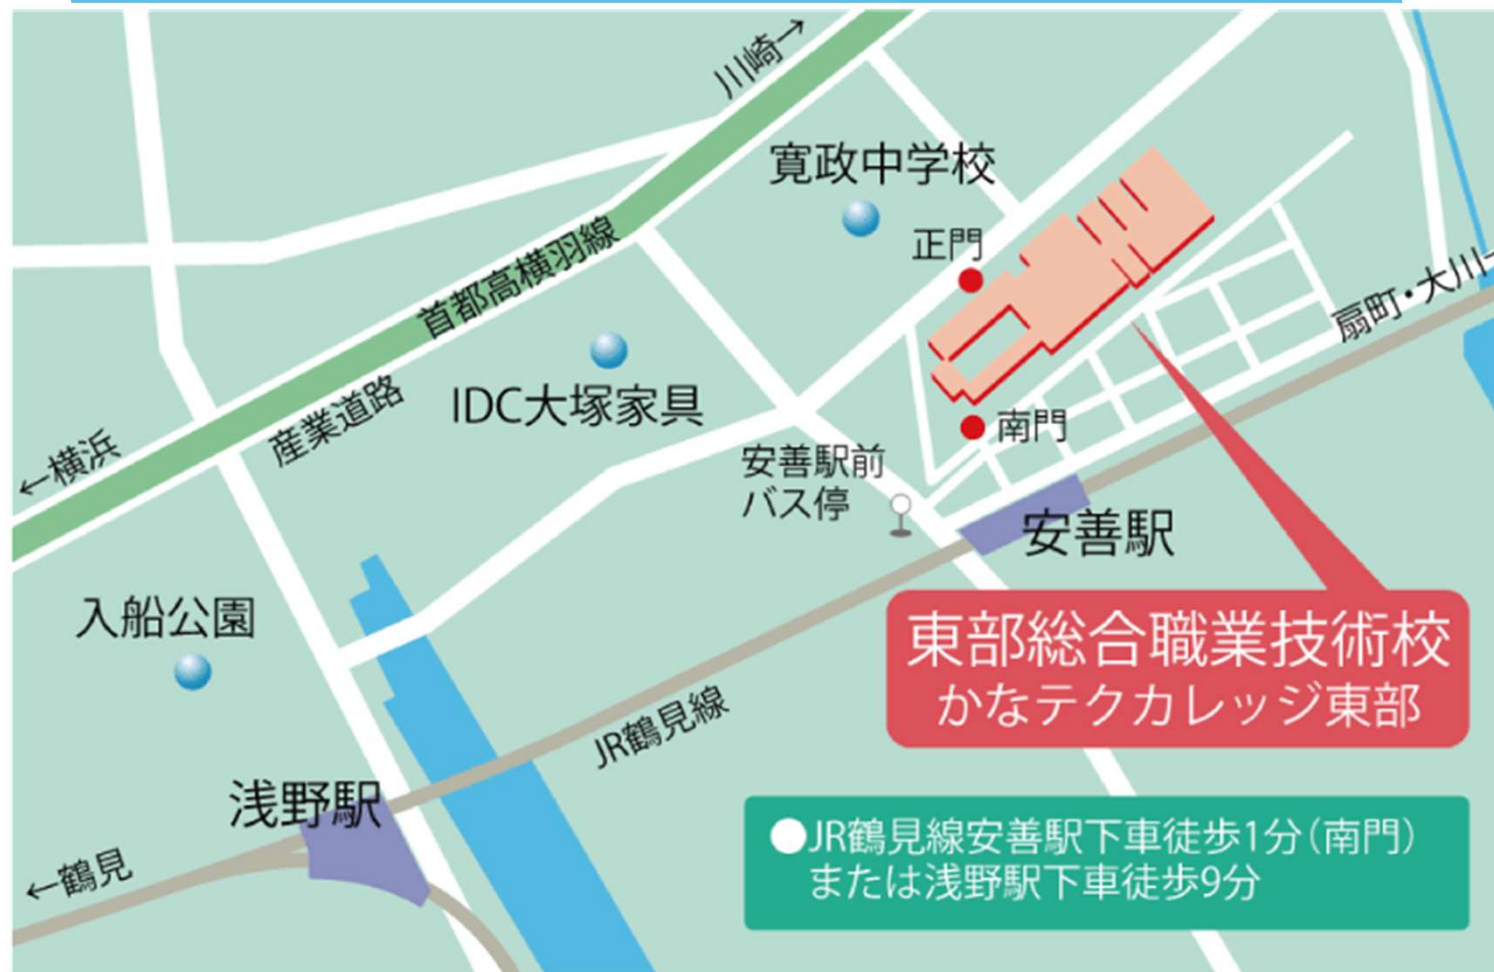 川崎→
寛政中学校
正門
首都高横羽線
IDC大塚家具
産業道路
←横浜
扇町・大川
南門
安善駅前
バス停
安善駅
入船公園
東部総合職業技術校
かなテクカレッジ東部
JR鶴見線
浅野駅
←鶴見
●JR鶴見線安善駅下車徒歩1分(南門)
または浅野駅下車徒歩9分